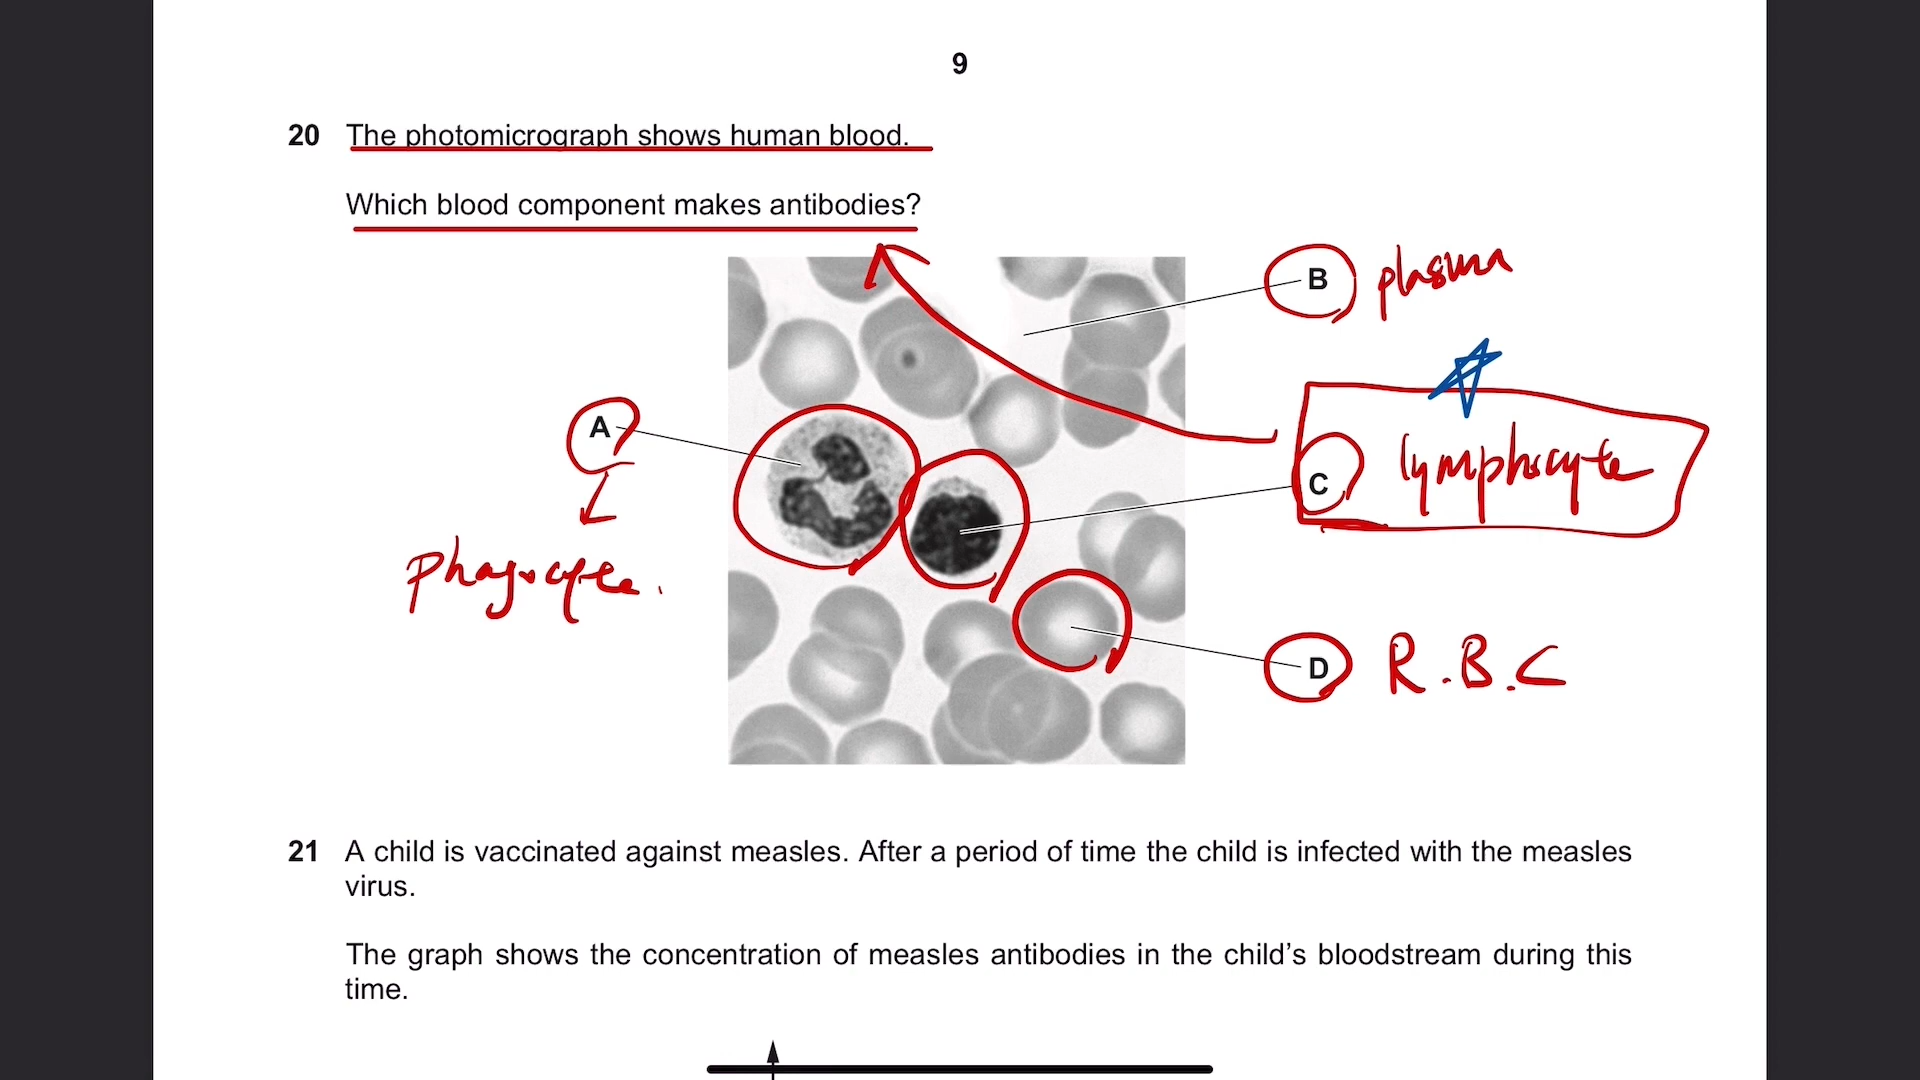 9
20 The photomicrograph shows human blood.
Which blood component makes antibodies?
B plasma
A
C lymphocyte
phagocyte.
D R.B.C
21 A child is vaccinated against measles. After a period of time the child is infected with the measles
virus.
The graph shows the concentration of measles antibodies in the child's bloodstream during this
time.